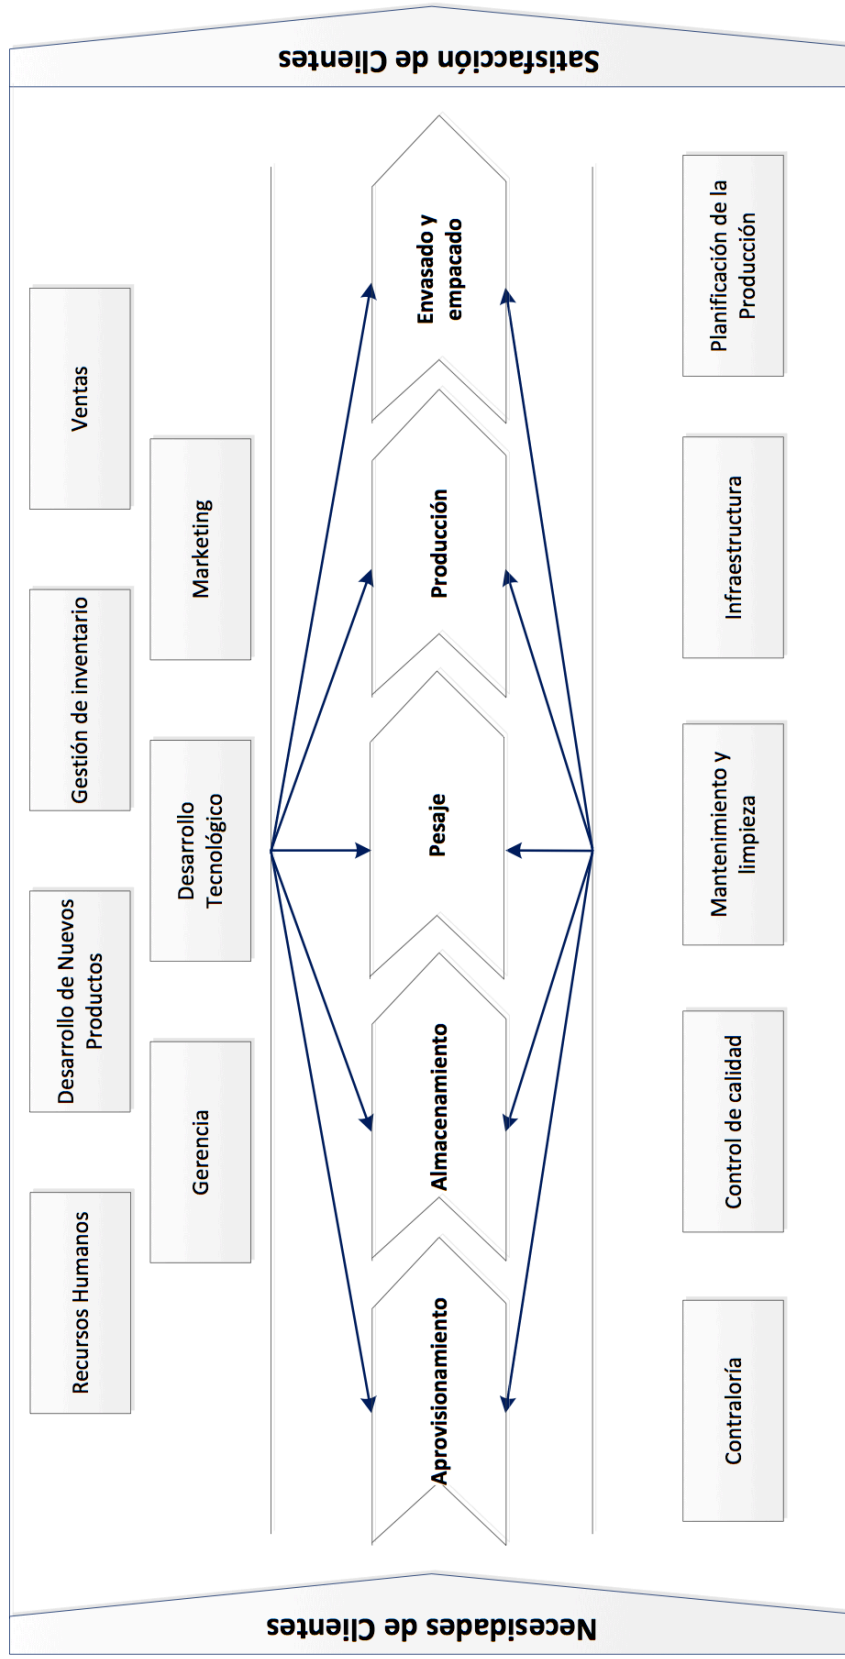 Necesidades de Clientes
Recursos Humanos
Desarrollo de Nuevos
Productos
Gestión de inventario
Ventas
Gerencia
Desarrollo
Tecnológico
Marketing
Aprovisionamiento
Almacenamiento
Pesaje
Producción
Envasado y
empacado
Contraloría
Control de calidad
Mantenimiento y
limpieza
Infraestructura
Planificación de la
Producción
Satisfacción de Clientes